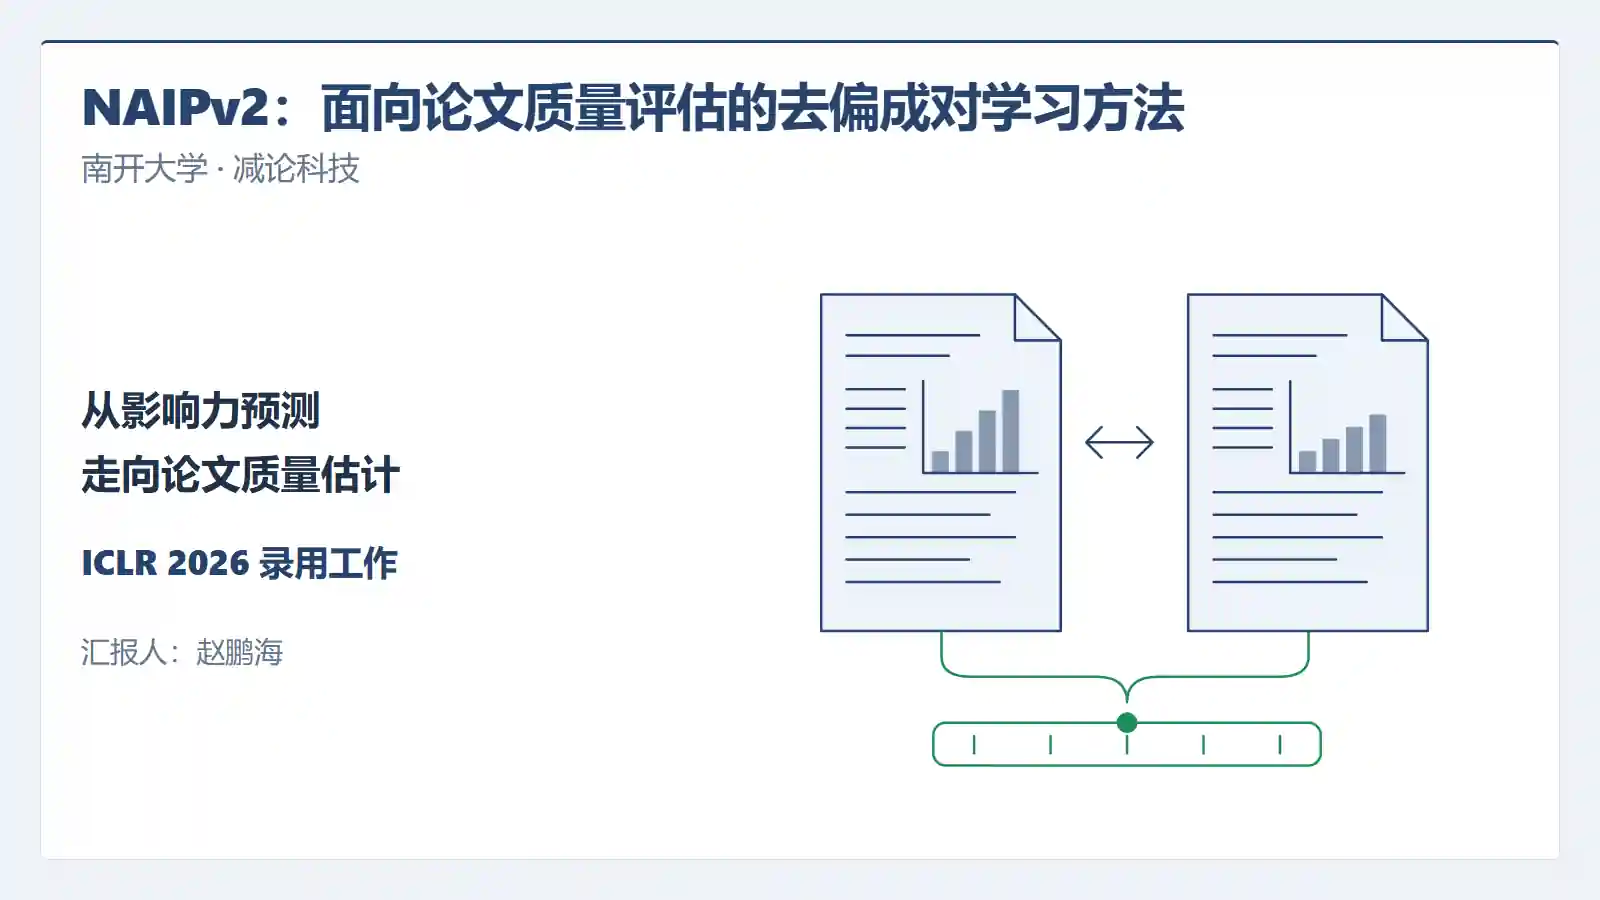 NAIPv2：面向论文质量评估的去偏成对学习方法
南开大学 · 减论科技
从影响力预测
走向论文质量估计
ICLR 2026 录用工作
汇报人：赵鹏海